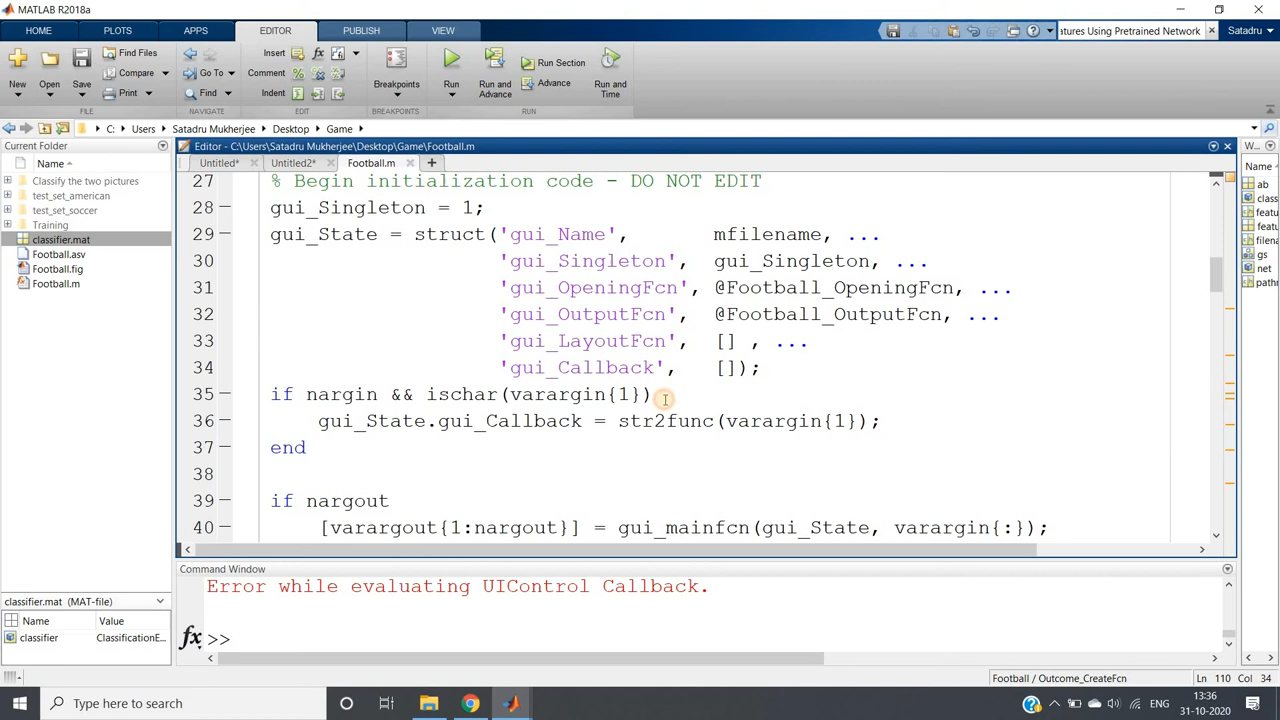 MATLAB R2018a
HOME PLOTS APPS EDITOR PUBLISH VIEW
atures Using Pretrained Network
Satadru
New Open Save
Find Files
Compare
Print
Go To
Find
Insert
Comment
Indent
fx
Breakpoints
Run
Run and Advance
Run Section
Advance
Run and Time
FILE NAVIGATE EDIT BREAKPOINTS RUN
C: Users Satadru Mukherjee Desktop Game
Current Folder
Name
Classify the two pictures
test_set_american
test_set_soccer
Training
classifier.mat
Football.asv
Football.fig
Football.m
classifier.mat (MAT-file)
Name Value
classifier ClassificationE...
Editor - C:\Users\Satadru Mukherjee\Desktop\Game\Football.m
Untitled* Untitled2* Football.m
27 % Begin initialization code - DO NOT EDIT
28 gui_Singleton = 1;
29 gui_State = struct('gui_Name', mfilename, ...
30 'gui_Singleton', gui_Singleton, ...
31 'gui_OpeningFcn', @Football_OpeningFcn, ...
32 'gui_OutputFcn', @Football_OutputFcn, ...
33 'gui_LayoutFcn', [] , ...
34 'gui_Callback', []);
35 if nargin && ischar(varargin{1})
36 gui_State.gui_Callback = str2func(varargin{1});
37 end
38
39 if nargout
40 [varargout{1:nargout}] = gui_mainfcn(gui_State, varargin{:});
Command Window
Error while evaluating UIControl Callback.
fx >>
W...
Name
ab
class
featu
featu
filena
gs
net
pathn
Football / Outcome_CreateFcn
Ln 110 Col 34
Type here to search
ENG
13:36
31-10-2020